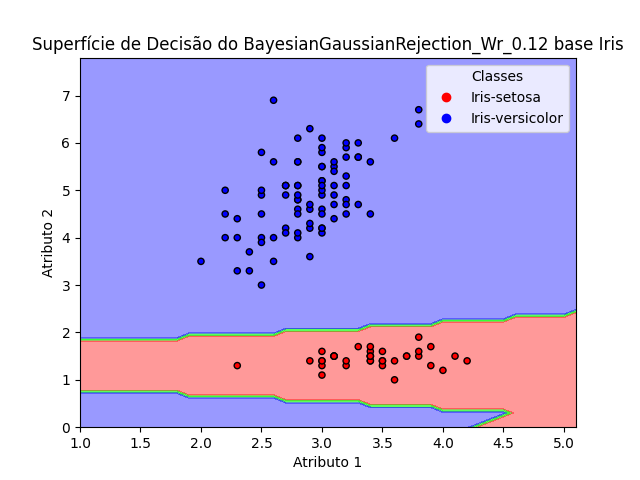 Superfície de Decisão do BayesianGaussianRejection_Wr_0.12 base Iris
Classes
Iris-setosa
Iris-versicolor
Atributo 2
7
6
5
4
3
2
1
0
1.0 1.5 2.0 2.5 3.0 3.5 4.0 4.5 5.0
Atributo 1